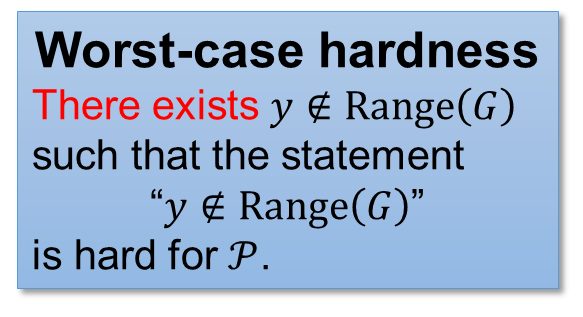 Worst-case hardness
There exists 𝑦 ∉ Range(𝐺)
such that the statement
“𝑦 ∉ Range(𝐺)”
is hard for 𝒫.